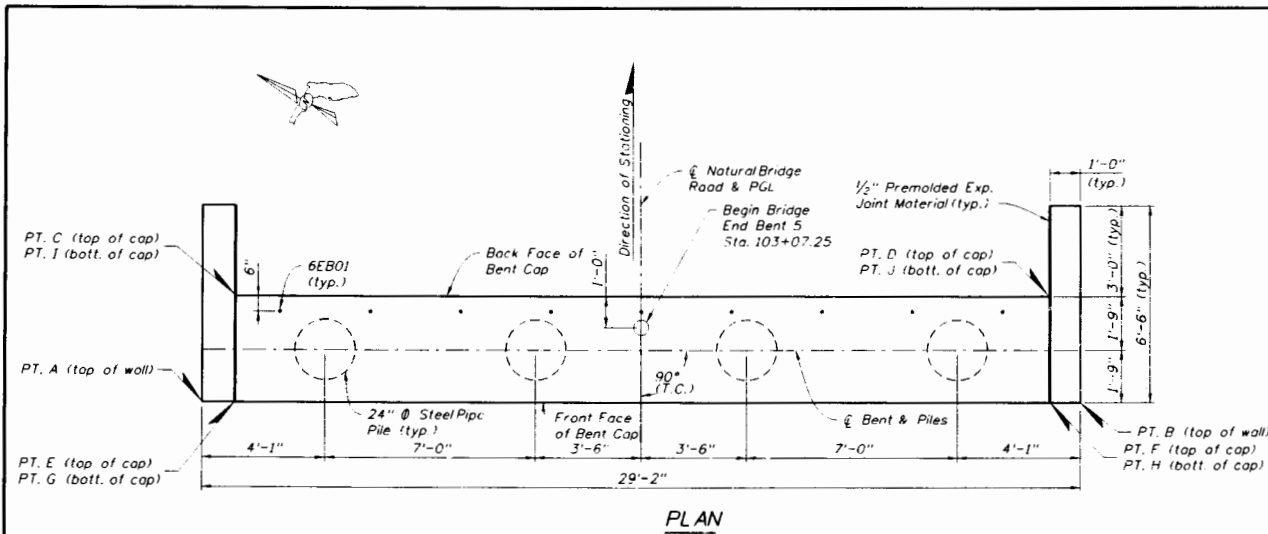 Direction of Stationing
℄ Natural Bridge
Road & PGL
Begin Bridge
End Bent 5
Sta. 103+07.25
1/2" Premolded Exp.
Joint Material (typ.)
1'-0"
(typ.)
PT. C (top of cap)
PT. I (bott. of cap)
6"
6EB01
(typ.)
Back Face of
Bent Cap
1'-0"
PT. D (top of cap)
PT. J (bott. of cap)
3'-0" (typ.)
1'-9"
1'-9"
6'-6" (typ.)
PT. A (top of wall)
90°
(T.C.)
24" Φ Steel Pipe
Pile (typ.)
Front Face
of Bent Cap
℄ Bent & Piles
PT. B (top of wall)
PT. F (top of cap)
PT. H (bott. of cap)
PT. E (top of cap)
PT. G (bott. of cap)
4'-1"
7'-0"
3'-6"
3'-6"
7'-0"
4'-1"
29'-2"
PLAN